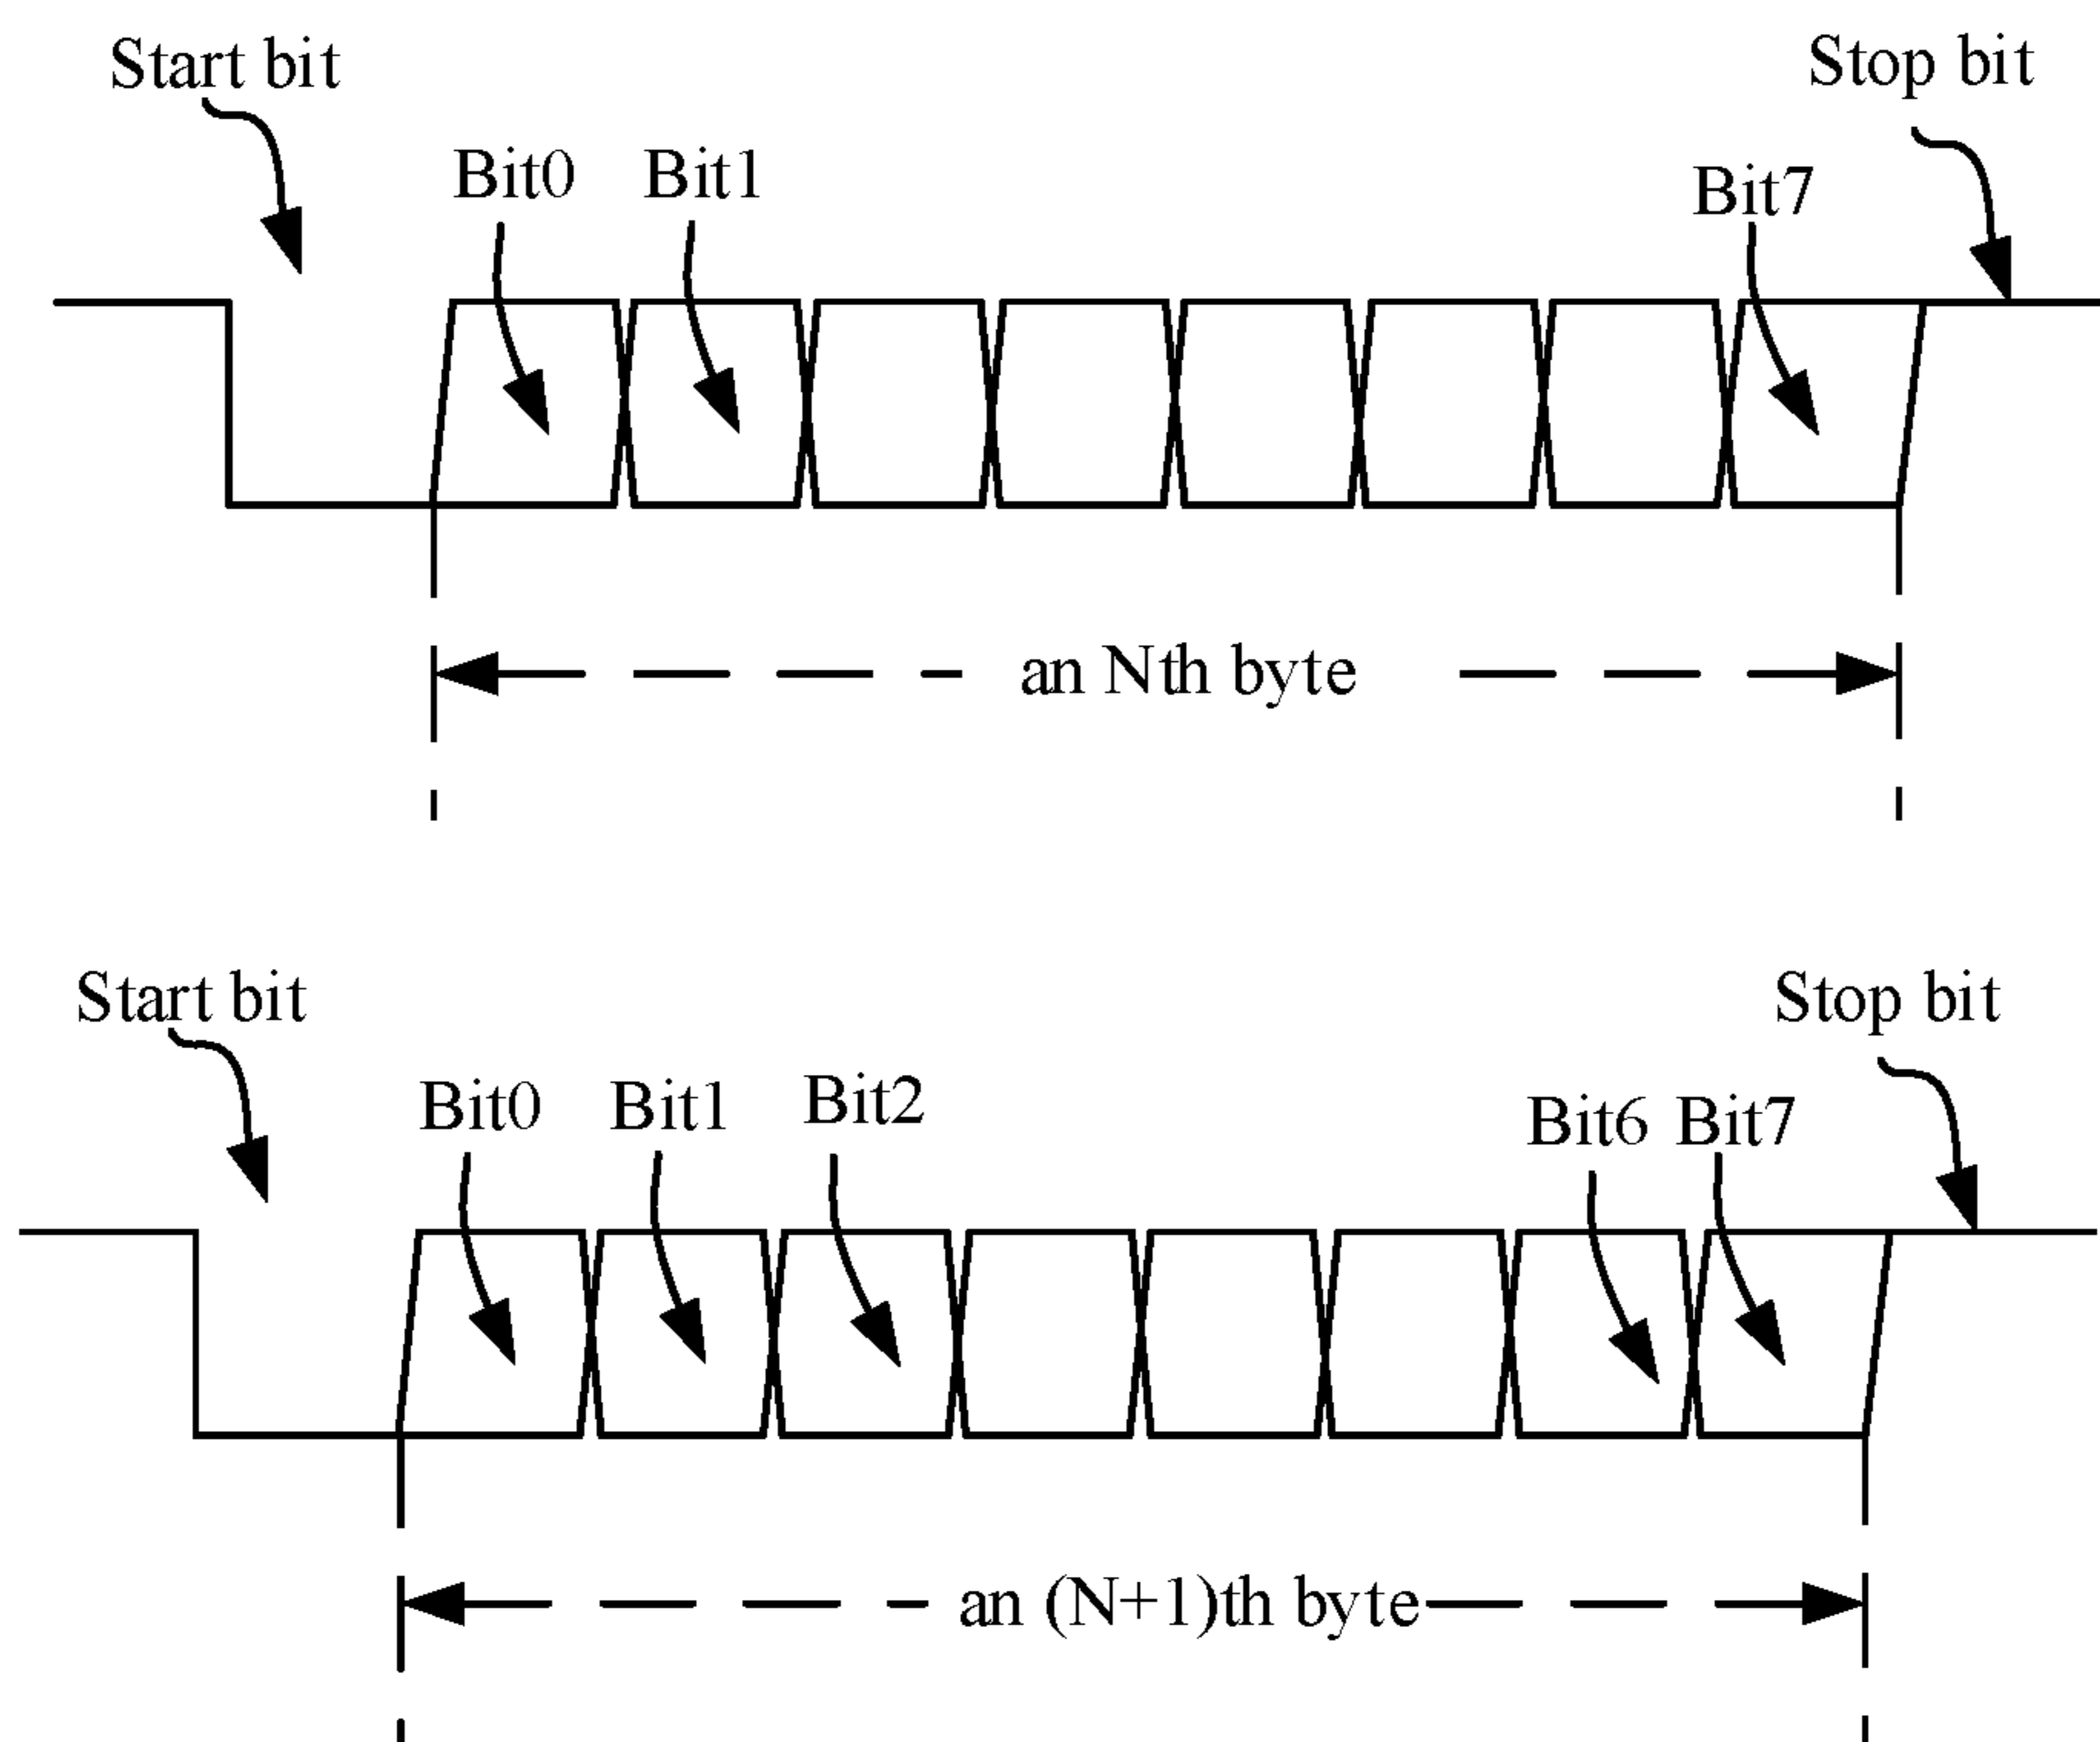 Start bit
Stop bit
Bit0
Bit1
Bit7
an Nth byte
Start bit
Stop bit
Bit0
Bit1
Bit2
Bit6
Bit7
an (N+1)th byte